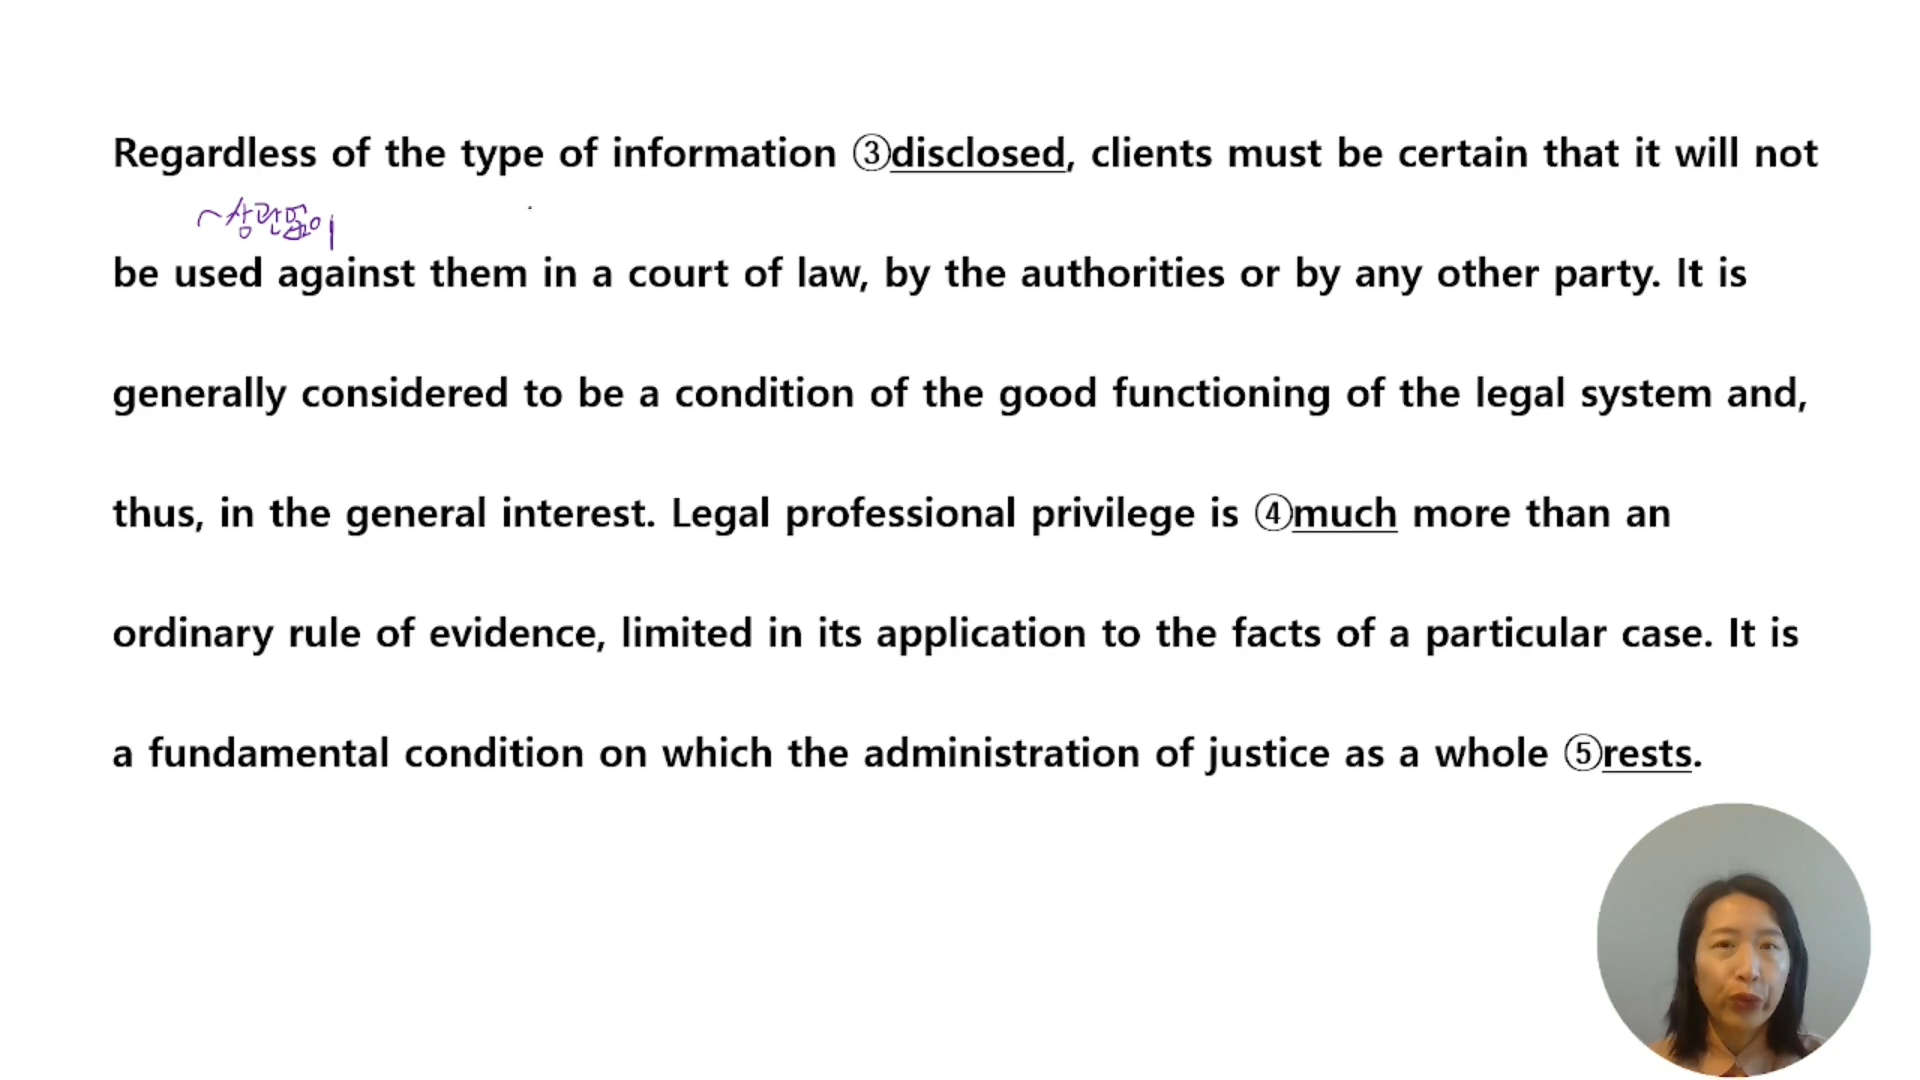 Regardless of the type of information ③disclosed, clients must be certain that it will not
~상관없이
be used against them in a court of law, by the authorities or by any other party. It is
generally considered to be a condition of the good functioning of the legal system and,
thus, in the general interest. Legal professional privilege is ④much more than an
ordinary rule of evidence, limited in its application to the facts of a particular case. It is
a fundamental condition on which the administration of justice as a whole ⑤rests.